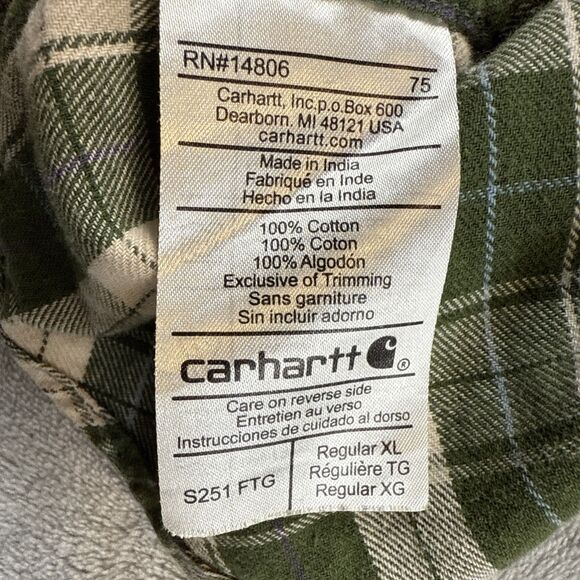 RN#14806 75
Carhartt, Inc.p.o.Box 600
Dearborn. MI 48121 USA
carhartt.com
Made in India
Fabriqué en Inde
Hecho en la India
100% Cotton
100% Coton
100% Algodón
Exclusive of Trimming
Sans garniture
Sin incluir adorno
carhartt ®
Care on reverse side
Entretien au verso
Instrucciones de cuidado al dorso
S251 FTG
Regular XL
Régulière TG
Regular XG